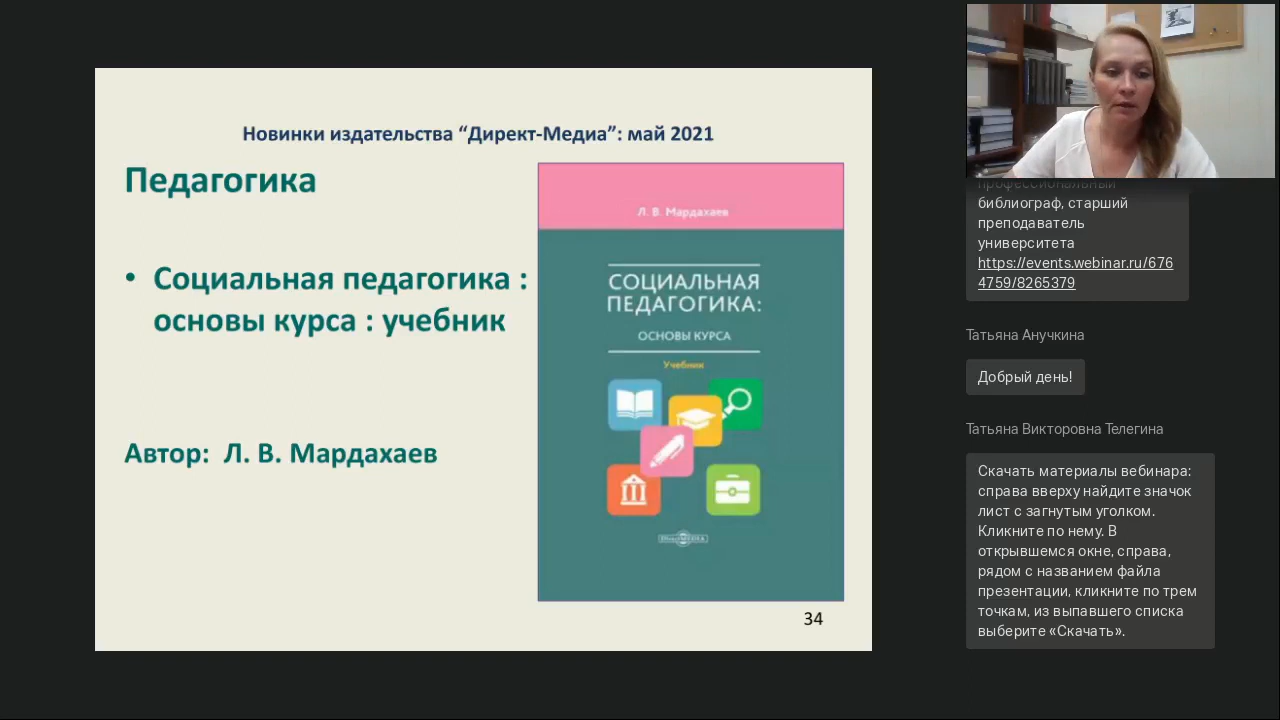 Новинки издательства “Директ-Медиа”: май 2021
Педагогика
• Социальная педагогика :
основы курса : учебник
Автор: Л. В. Мардахаев
Л. В. Мардахаев
СОЦИАЛЬНАЯ
ПЕДАГОГИКА:
ОСНОВЫ КУРСА
Учебник
34
профессиональный
библиограф, старший
преподаватель
университета
https://events.webinar.ru/676
4759/8265379
Татьяна Анучкина
Добрый день!
Татьяна Викторовна Телегина
Скачать материалы вебинара:
справа вверху найдите значок
лист с загнутым уголком.
Кликните по нему. В
открывшемся окне, справа,
рядом с названием файла
презентации, кликните по трем
точкам, из выпавшего списка
выберите «Скачать».